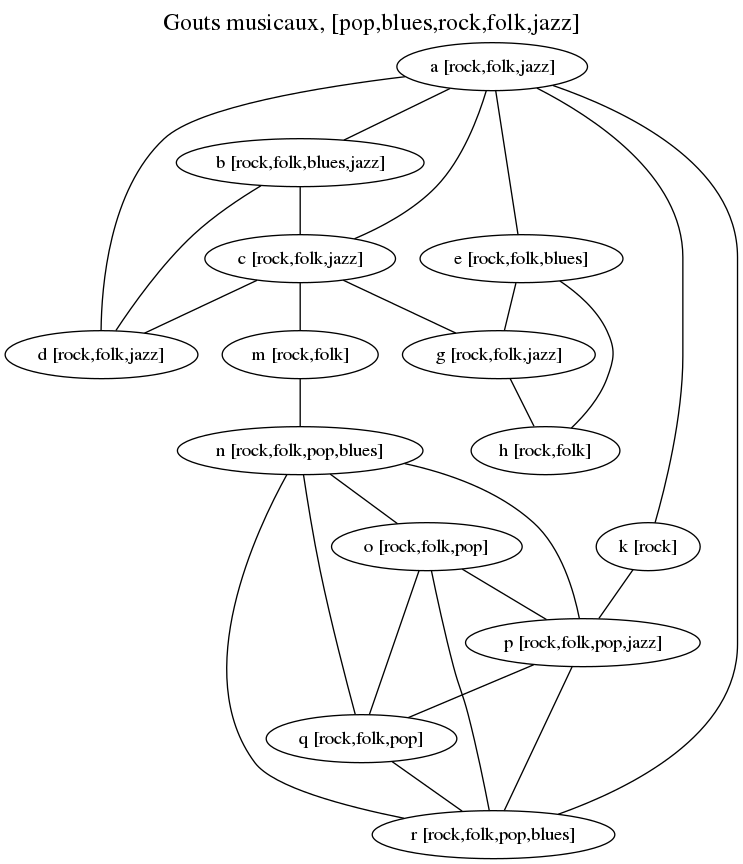 Gouts musicaux, [pop,blues,rock,folk,jazz]
a [rock,folk,jazz]
b [rock,folk,blues,jazz]
c [rock,folk,jazz]
e [rock,folk,blues]
d [rock,folk,jazz]
m [rock,folk]
g [rock,folk,jazz]
n [rock,folk,pop,blues]
h [rock,folk]
o [rock,folk,pop]
k [rock]
p [rock,folk,pop,jazz]
q [rock,folk,pop]
r [rock,folk,pop,blues]